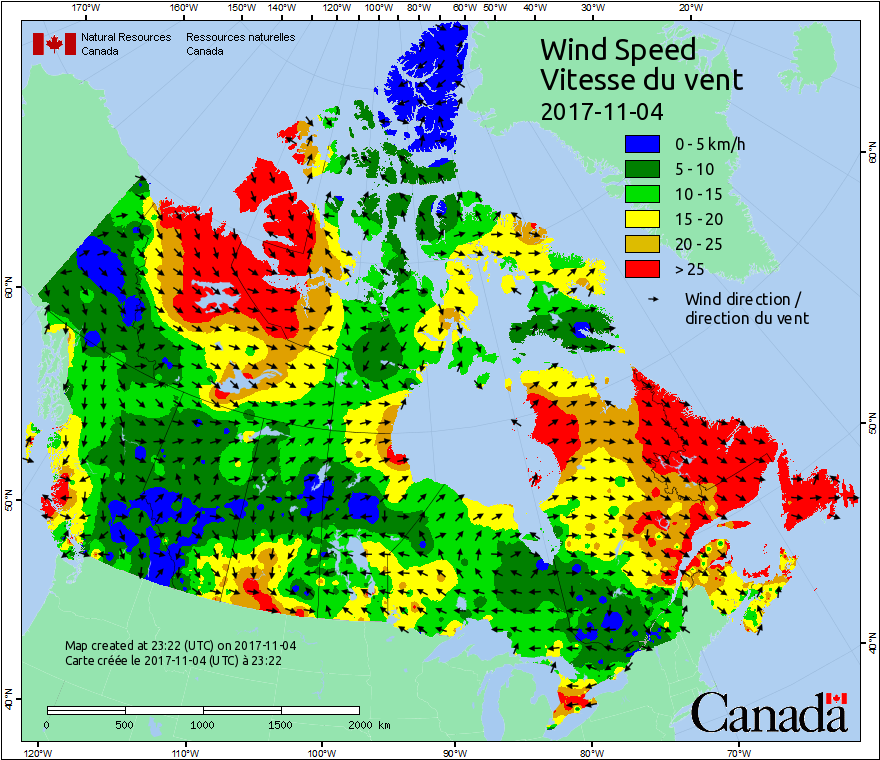 170°W 160°W 150°W 140°W 130°W 120°W 100°W 80°W 60°W 50°W 40°W 30°W 20°W
Natural Resources Ressources naturelles
Canada Canada
Wind Speed
Vitesse du vent
2017-11-04
0 - 5 km/h
5 - 10
10 - 15
15 - 20
20 - 25
> 25
Wind direction /
direction du vent
60°N
60°N
50°N
50°N
40°N
40°N
Map created at 23:22 (UTC) on 2017-11-04
Carte créée le 2017-11-04 (UTC) à 23:22
0 500 1000 1500 2000 km
Canada
120°W 110°W 100°W 90°W 80°W 70°W